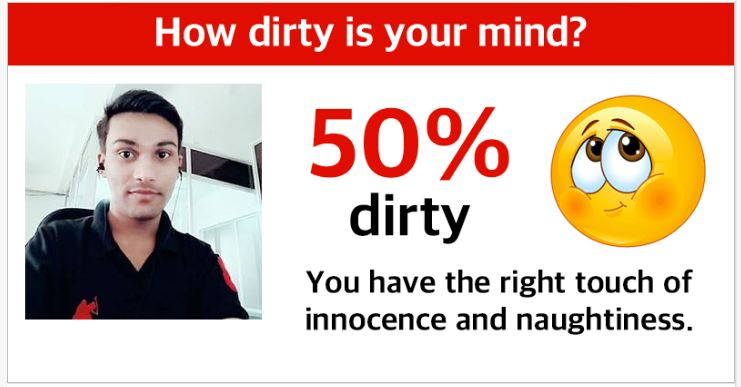 How dirty is your mind?
50%
dirty
You have the right touch of
innocence and naughtiness.